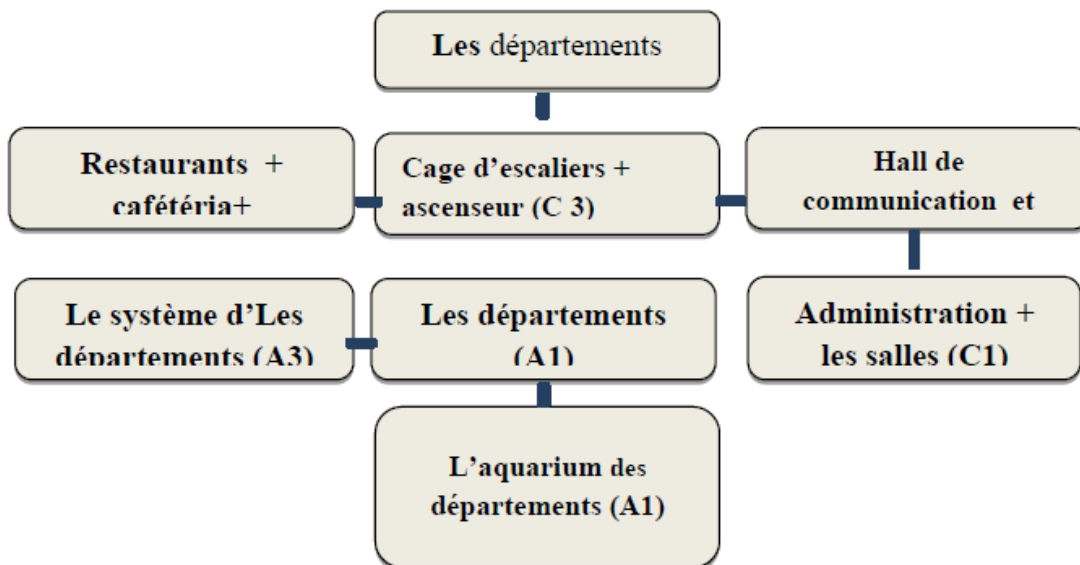 Les départements
Restaurants +
cafétéria+
Cage d’escaliers +
ascenseur (C 3)
Hall de
communication et
Le système d’Les
départements (A3)
Les départements
(A1)
Administration +
les salles (C1)
L’aquarium des
départements (A1)